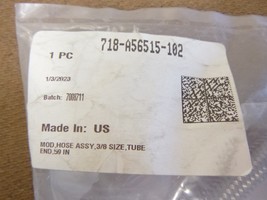 718-A56515-102
1 PC
1/3/2023
Batch: 7009711
Made In: US
MOD,HOSE ASSY,3/8 SIZE,TUBE
END,58 IN